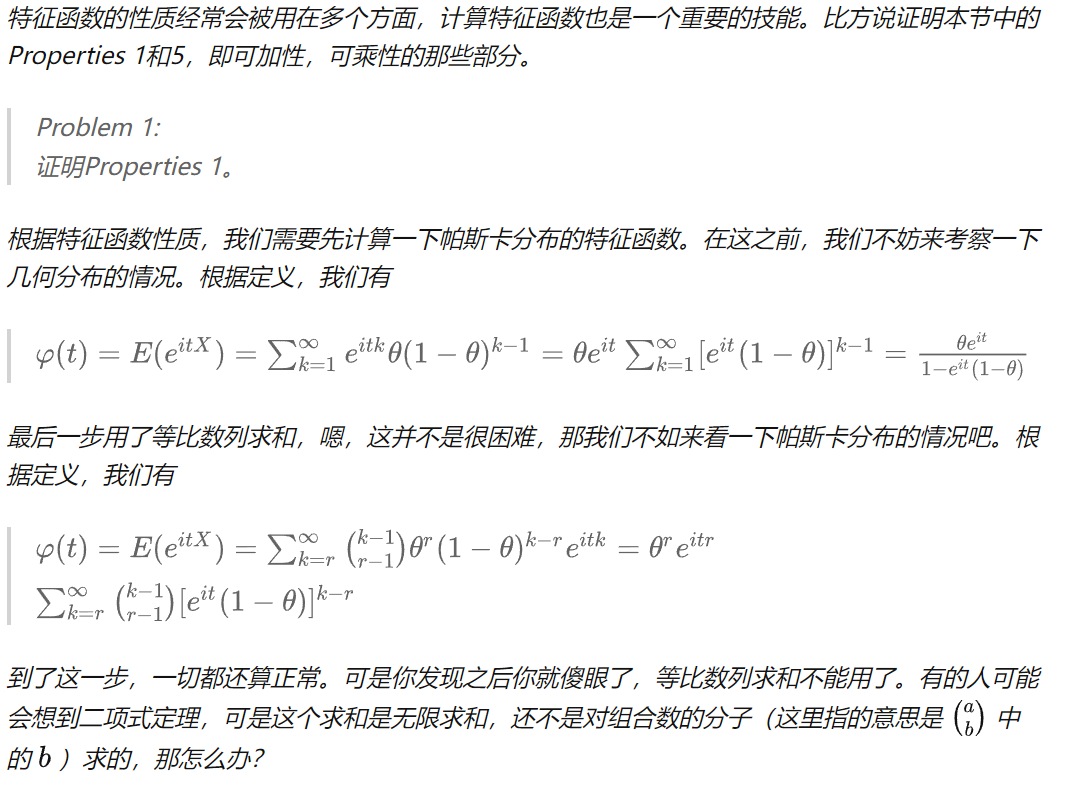 特征函数的性质经常会被用在多个方面，计算特征函数也是一个重要的技能。比方说证明本节中的
Properties 1和5，即可加性，可乘性的那些部分。
Problem 1:
证明Properties 1。
根据特征函数性质，我们需要先计算一下帕斯卡分布的特征函数。在这之前，我们不妨来考察一下
几何分布的情况。根据定义，我们有
$\varphi(t) = E(e^{itX}) = \sum_{k=1}^{\infty} e^{itk}\theta(1-\theta)^{k-1} = \theta e^{it} \sum_{k=1}^{\infty}[e^{it}(1-\theta)]^{k-1} = \frac{\theta e^{it}}{1-e^{it}(1-\theta)}$
最后一步用了等比数列求和，嗯，这并不是很困难，那我们不如来看一下帕斯卡分布的情况吧。根
据定义，我们有
$\varphi(t) = E(e^{itX}) = \sum_{k=r}^{\infty} \binom{k-1}{r-1}\theta^r(1-\theta)^{k-r}e^{itk} = \theta^r e^{itr}$
$\sum_{k=r}^{\infty} \binom{k-1}{r-1}[e^{it}(1-\theta)]^{k-r}$
到了这一步，一切都还算正常。可是你发现之后你就傻眼了，等比数列求和不能用了。有的人可能
会想到二项式定理，可是这个求和是无限求和，还不是对组合数的分子（这里指的意思是 $\binom{a}{b}$ 中
的 $b$ ）求的，那怎么办？